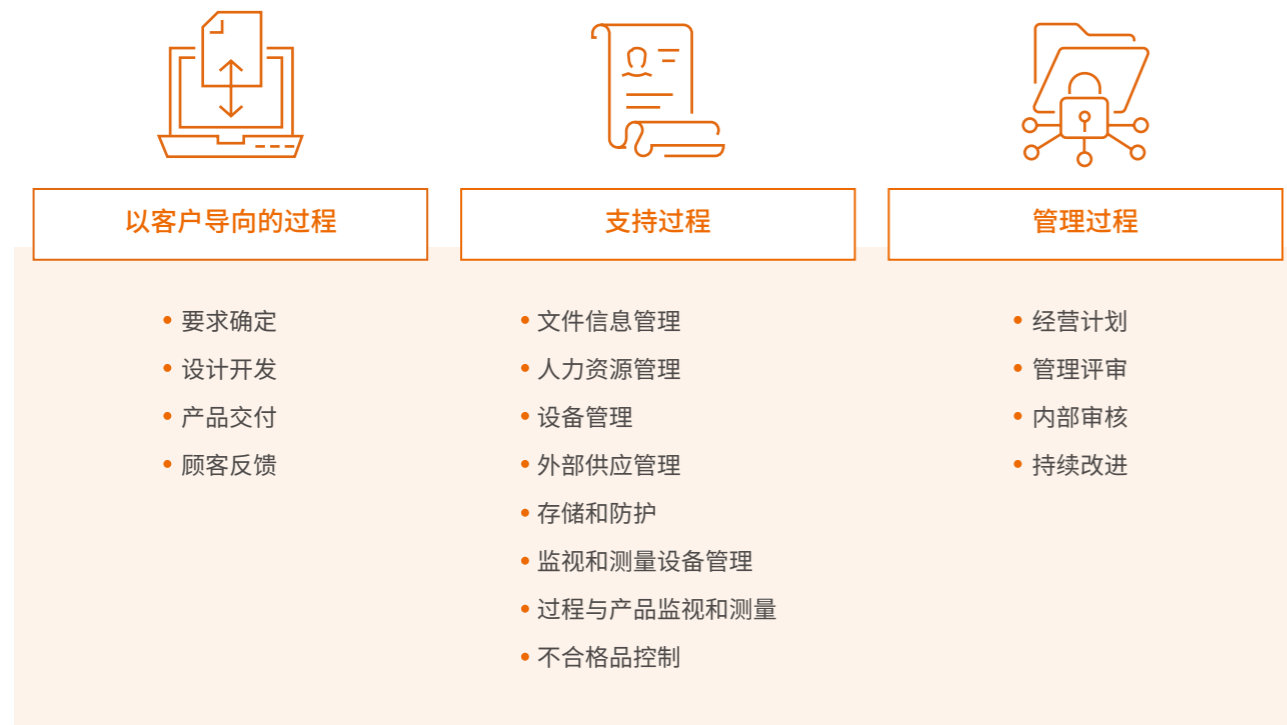 以客户导向的过程
要求确定
设计开发
产品交付
顾客反馈
支持过程
文件信息管理
人力资源管理
设备管理
外部供应管理
存储和防护
监视和测量设备管理
过程与产品监视和测量
不合格品控制
管理过程
经营计划
管理评审
内部审核
持续改进